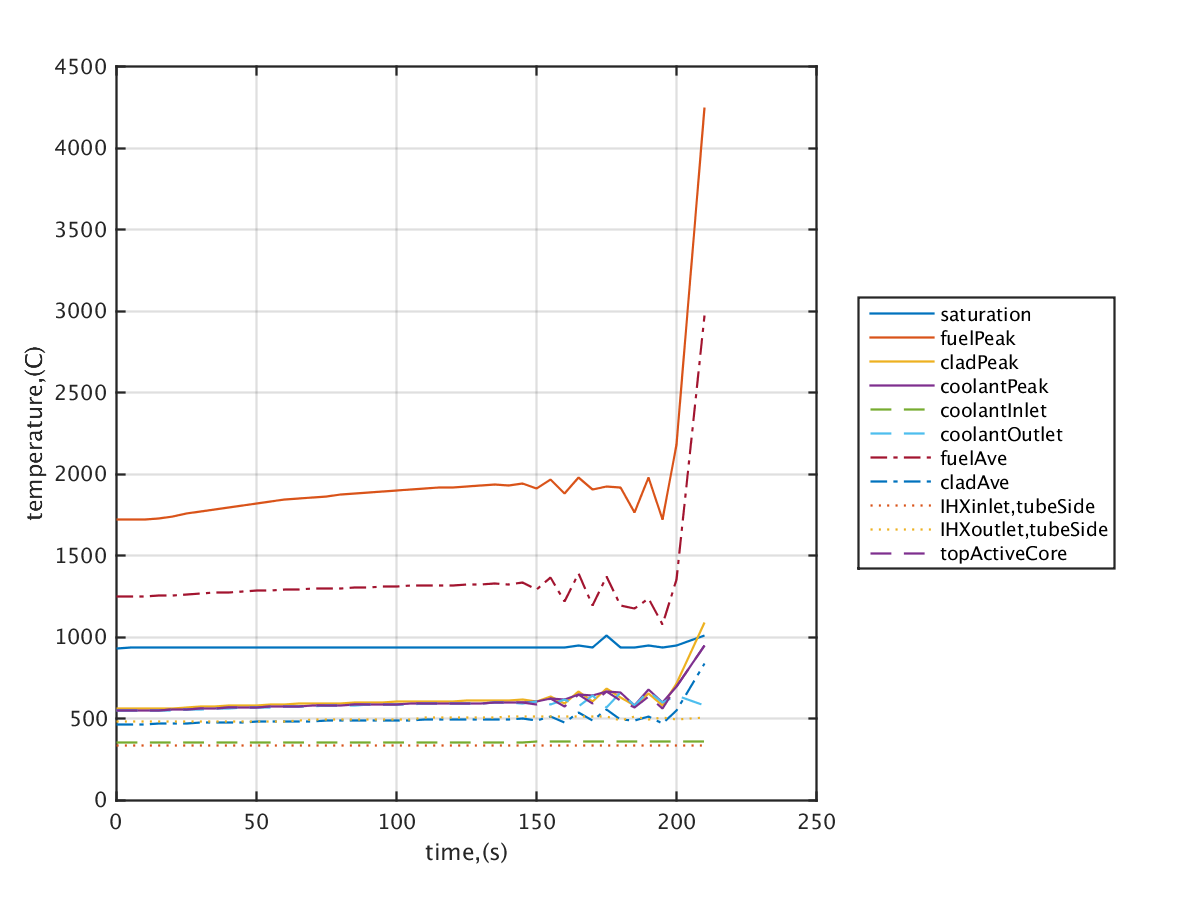 4500
4000
3500
3000
2500
2000
1500
1000
500
0
temperature,(C)
0 50 100 150 200 250
time,(s)
saturation
fuelPeak
cladPeak
coolantPeak
coolantInlet
coolantOutlet
fuelAve
cladAve
IHXinlet,tubeSide
IHXoutlet,tubeSide
topActiveCore